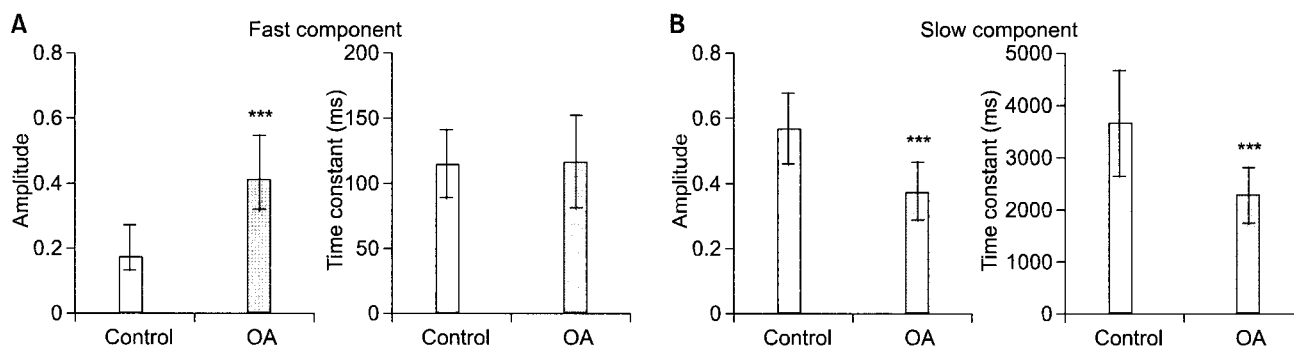 A
Fast component
Amplitude
0.8
0.6
0.4
0.2
0
***
Control
OA
Time constant (ms)
200
150
100
50
0
Control
OA
B
Slow component
Amplitude
0.8
0.6
0.4
0.2
0
***
Control
OA
Time constant (ms)
5000
4000
3000
2000
1000
0
***
Control
OA